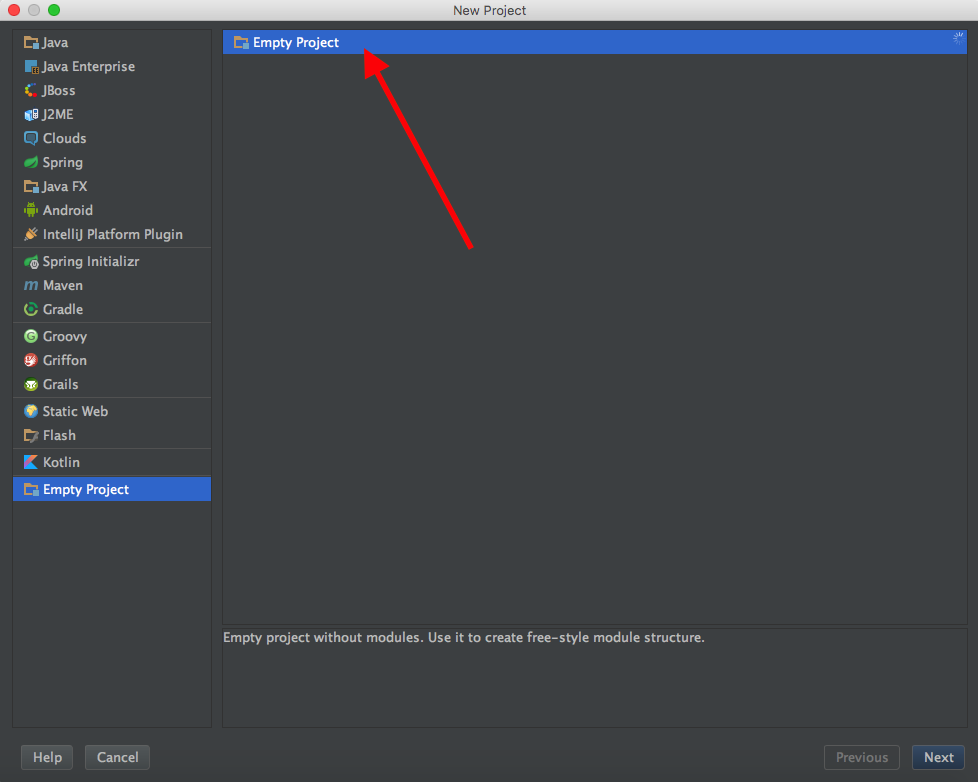 New Project
Java
Java Enterprise
JBoss
J2ME
Clouds
Spring
Java FX
Android
IntelliJ Platform Plugin
Spring Initializr
Maven
Gradle
Groovy
Griffon
Grails
Static Web
Flash
Kotlin
Empty Project
Empty Project
Empty project without modules. Use it to create free-style module structure.
Help
Cancel
Previous
Next